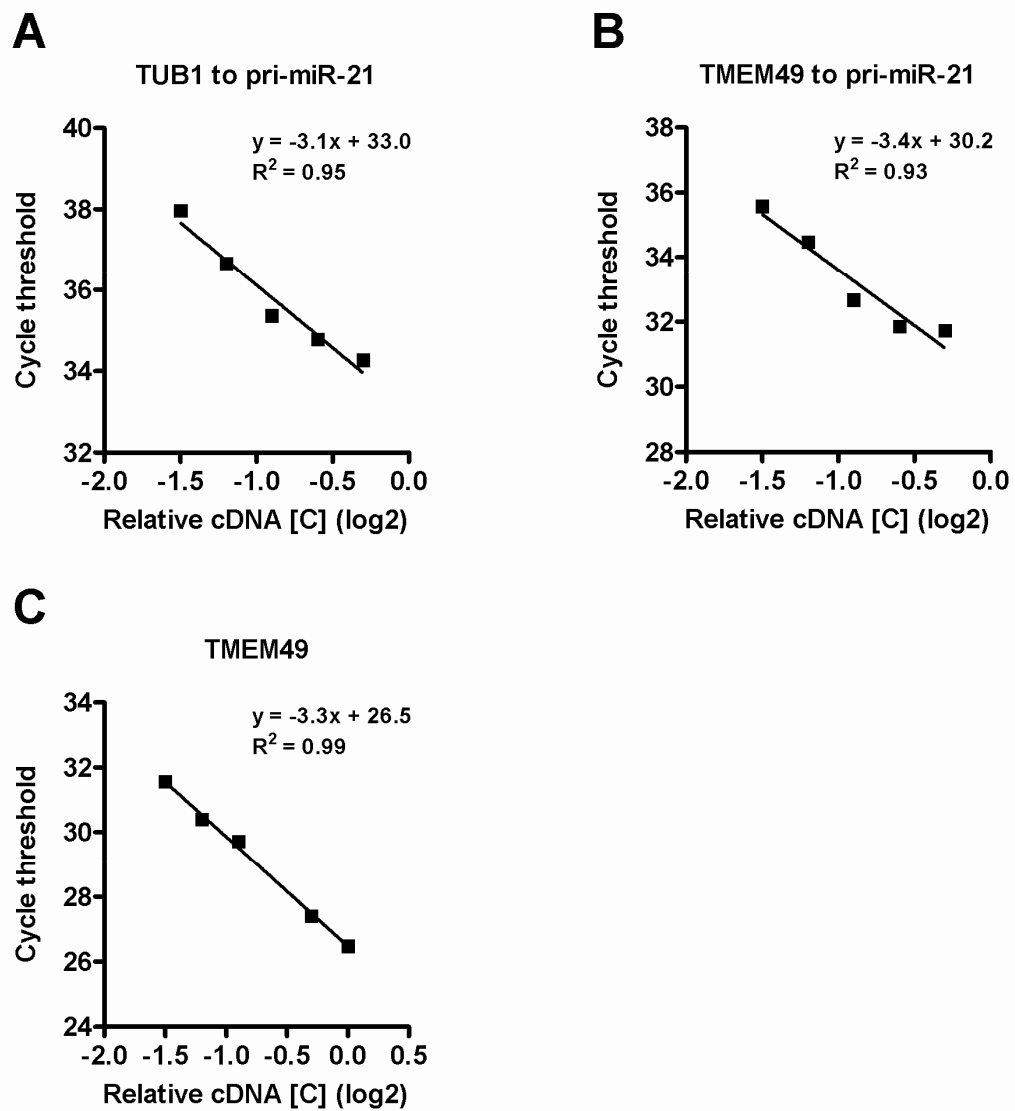 A
TUB1 to pri-miR-21
y = -3.1x + 33.0
R² = 0.95
Cycle threshold
40
38
36
34
32
-2.0 -1.5 -1.0 -0.5 0.0
Relative cDNA [C] (log2)
B
TMEM49 to pri-miR-21
y = -3.4x + 30.2
R² = 0.93
Cycle threshold
38
36
34
32
30
28
-2.0 -1.5 -1.0 -0.5 0.0
Relative cDNA [C] (log2)
C
TMEM49
y = -3.3x + 26.5
R² = 0.99
Cycle threshold
34
32
30
28
26
24
-2.0 -1.5 -1.0 -0.5 0.0 0.5
Relative cDNA [C] (log2)